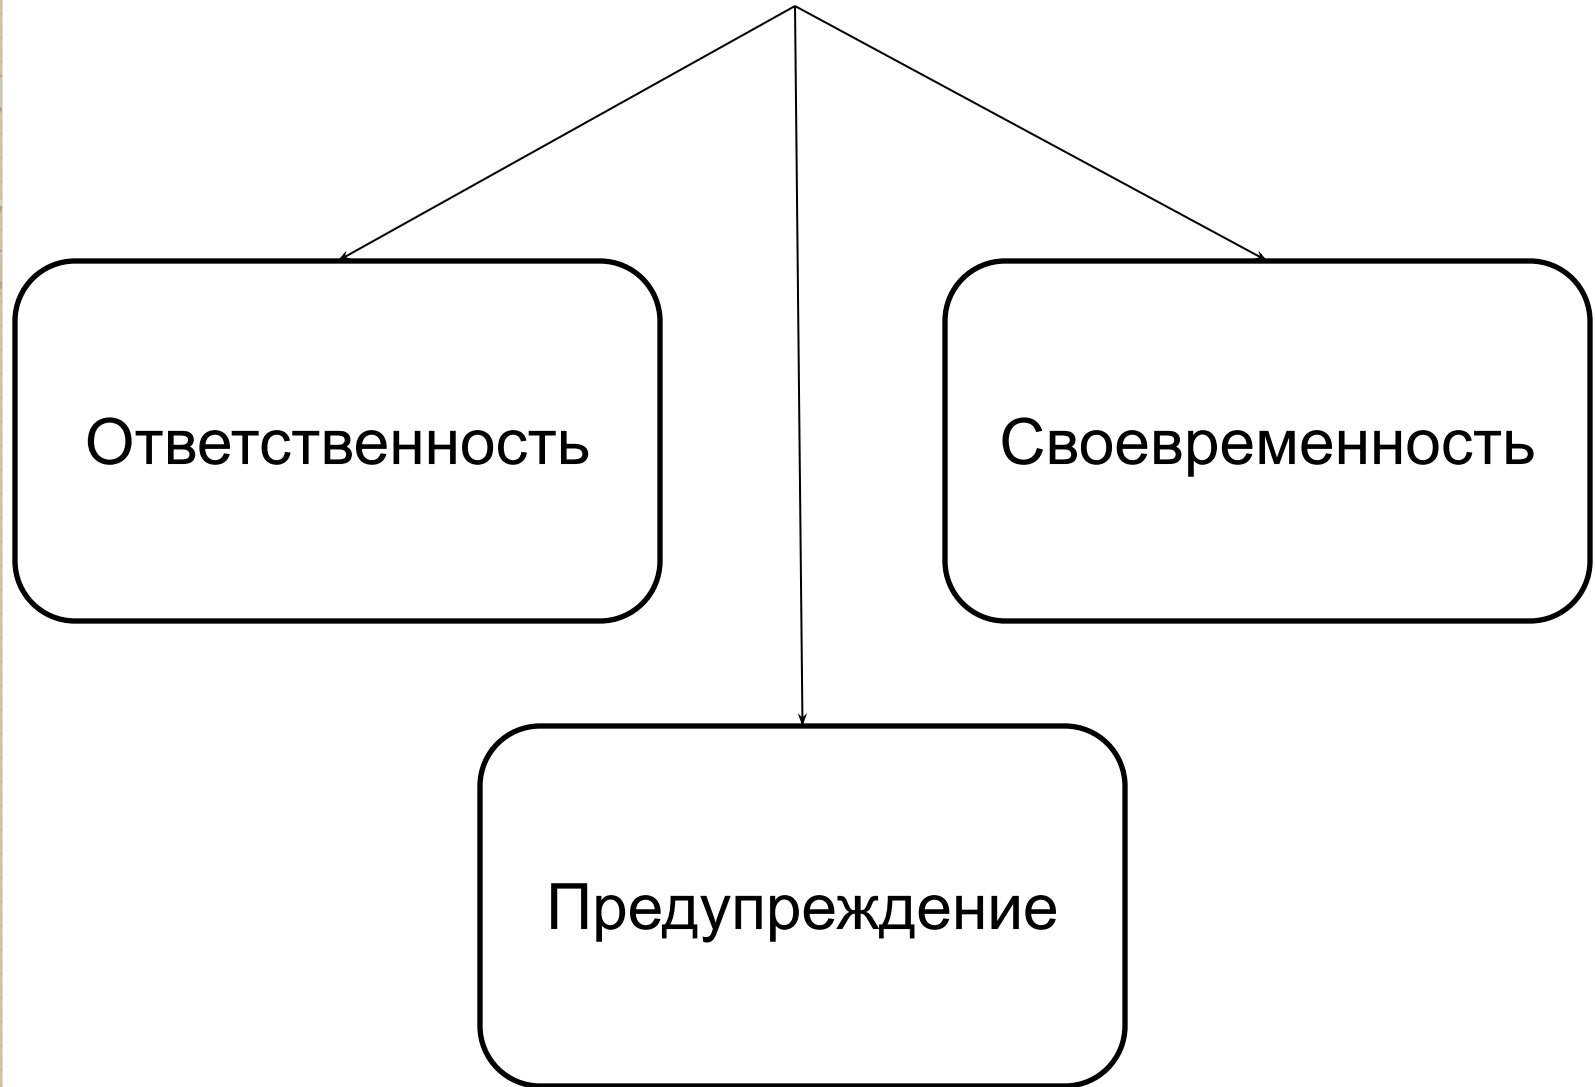 Ответственность
Своевременность
Предупреждение